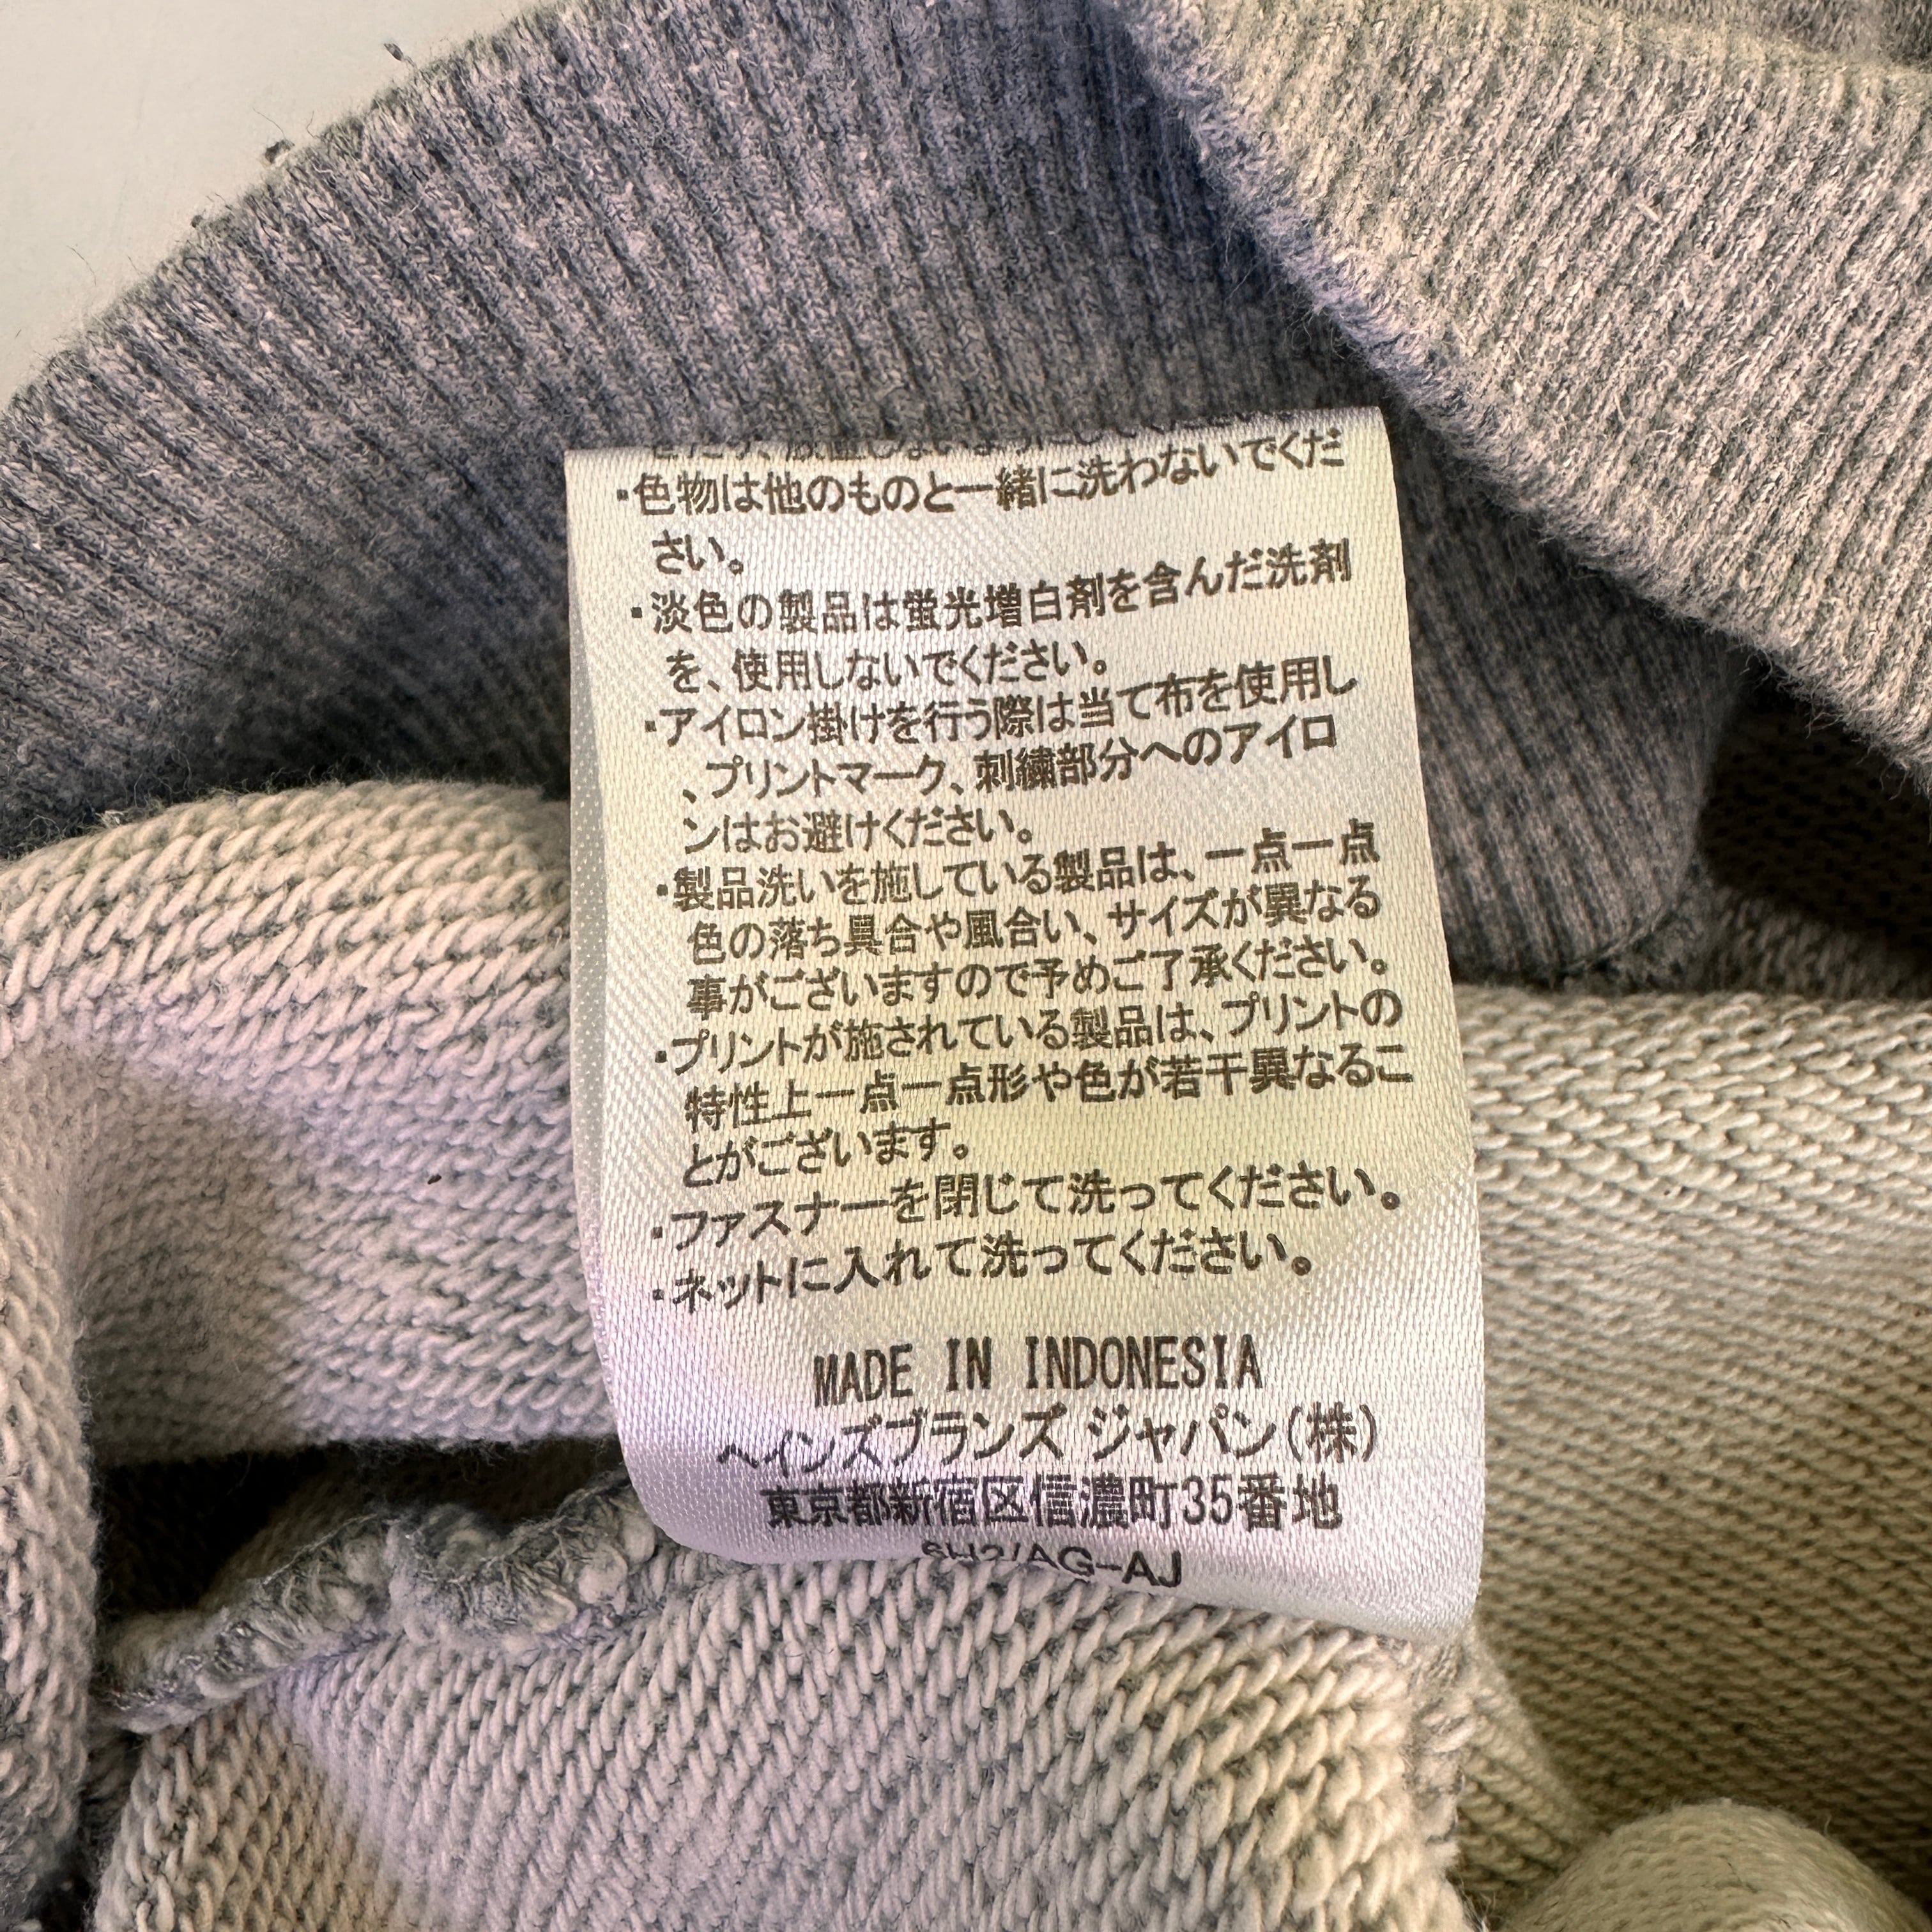 ・色物は他のものと一緒に洗わないでくだ
さい。
・淡色の製品は蛍光増白剤を含んだ洗剤
を、使用しないでください。
・アイロン掛けを行う際は当て布を使用し
、プリントマーク、刺繍部分へのアイロ
ンはお避けください。
・製品洗いを施している製品は、一点一点
色の落ち具合や風合い、サイズが異なる
事がございますので予めご了承ください。
・プリントが施されている製品は、プリントの
特性上一点一点形や色が若干異なるこ
とがございます。
・ファスナーを閉じて洗ってください。
・ネットに入れて洗ってください。
MADE IN INDONESIA
ヘインズブランズ ジャパン(株)
東京都新宿区信濃町35番地